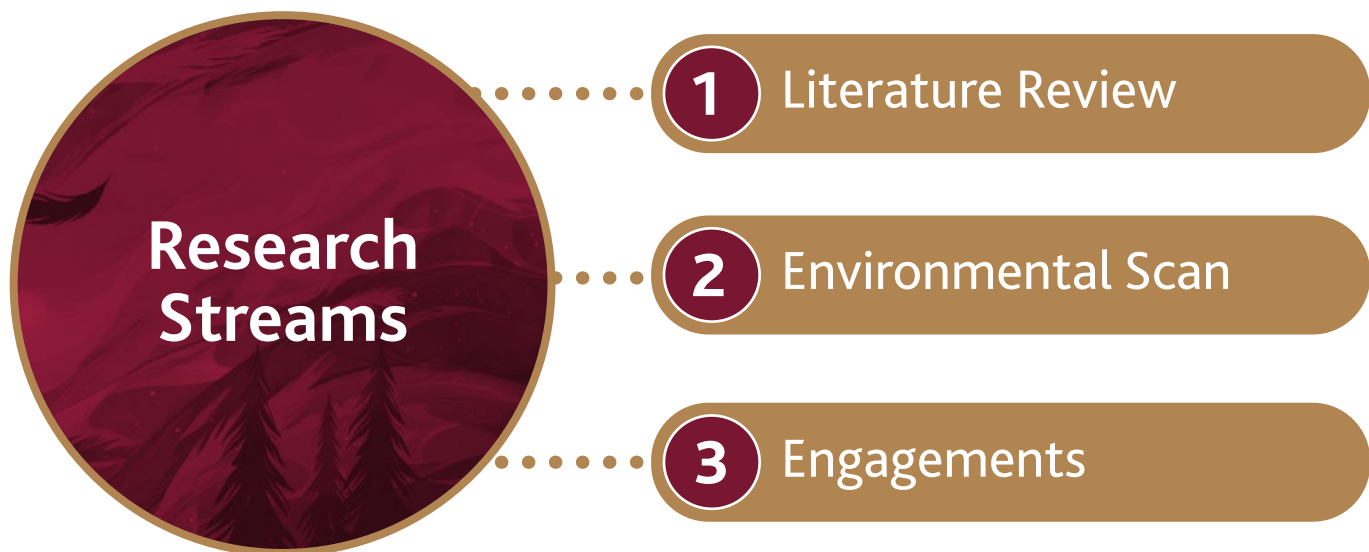 Research
Streams
1 Literature Review
2 Environmental Scan
3 Engagements